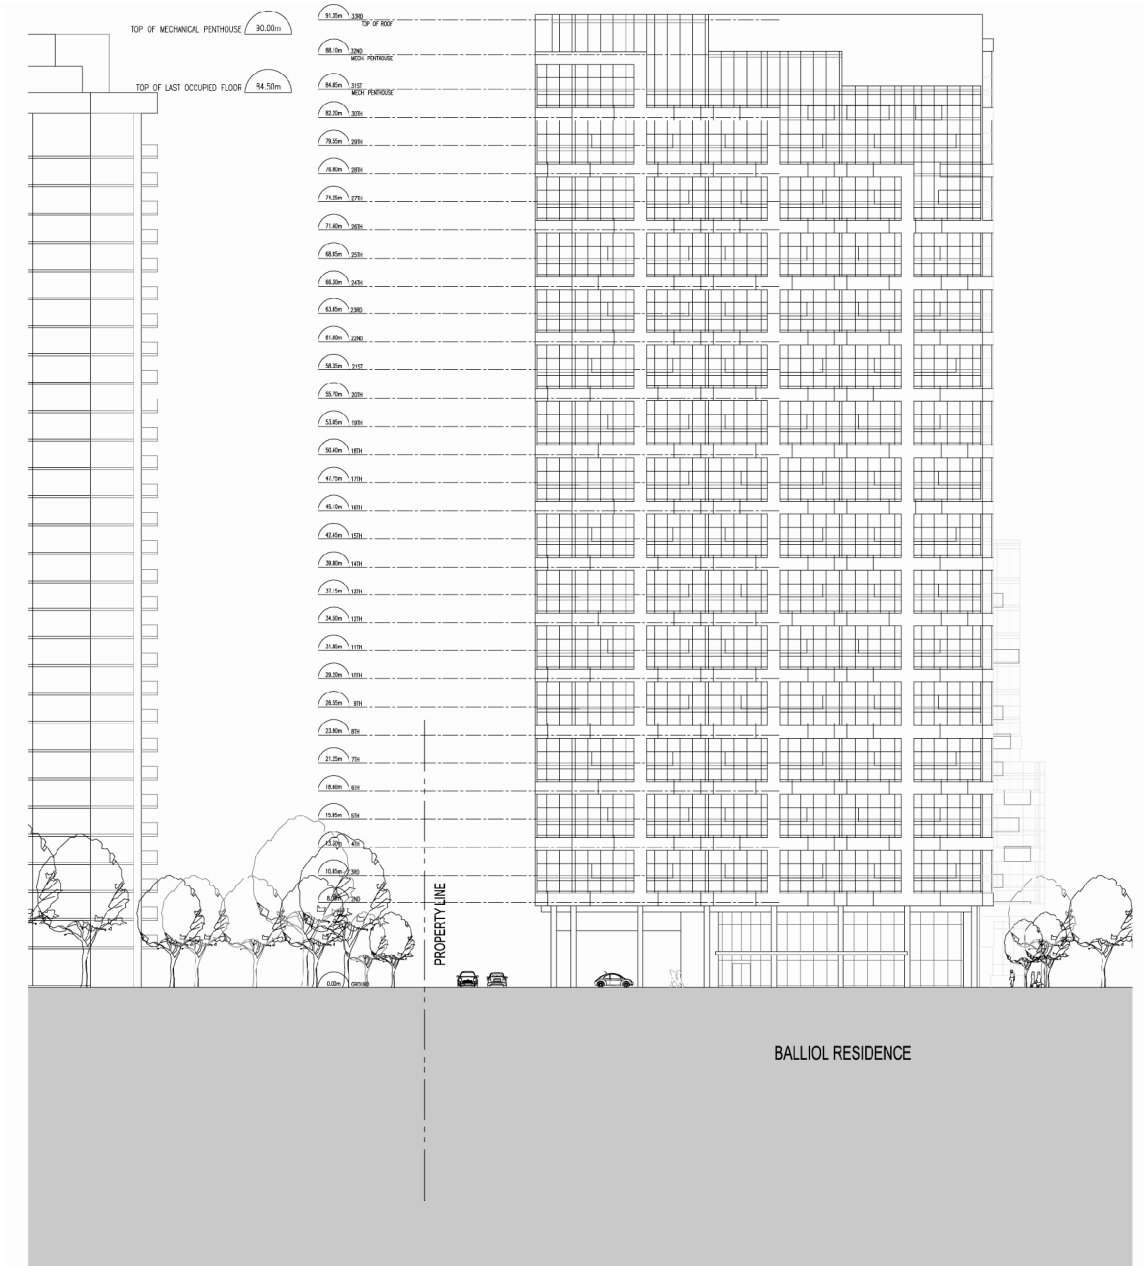 TOP OF MECHANICAL PENTHOUSE 90.00m
TOP OF LAST OCCUPIED FLOOR 84.50m
91.35m 33RD
TOP OF ROOF
88.10m 32ND
MECH. PENTHOUSE
84.85m 31ST
MECH. PENTHOUSE
82.20m 30TH
79.55m 29TH
76.90m 28TH
74.25m 27TH
71.60m 26TH
68.95m 25TH
66.30m 24TH
63.65m 23RD
61.00m 22ND
58.35m 21ST
55.70m 20TH
53.05m 19TH
50.40m 18TH
47.75m 17TH
45.10m 16TH
42.45m 15TH
39.80m 14TH
37.15m 13TH
34.50m 12TH
31.85m 11TH
29.20m 10TH
26.55m 9TH
23.90m 8TH
21.25m 7TH
18.60m 6TH
15.95m 5TH
13.30m 4TH
10.65m 3RD
2ND
0.00m GROUND
PROPERTY LINE
BALLIOL RESIDENCE